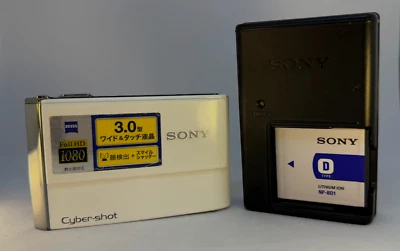 ZEISS
Full HD
1080
3.0型
ワイド&タッチ液晶
顔検出+スマイルシャッター
SONY
Cyber-shot
SONY
SONY
D
TYPE
LITHIUM ION
NP-BD1